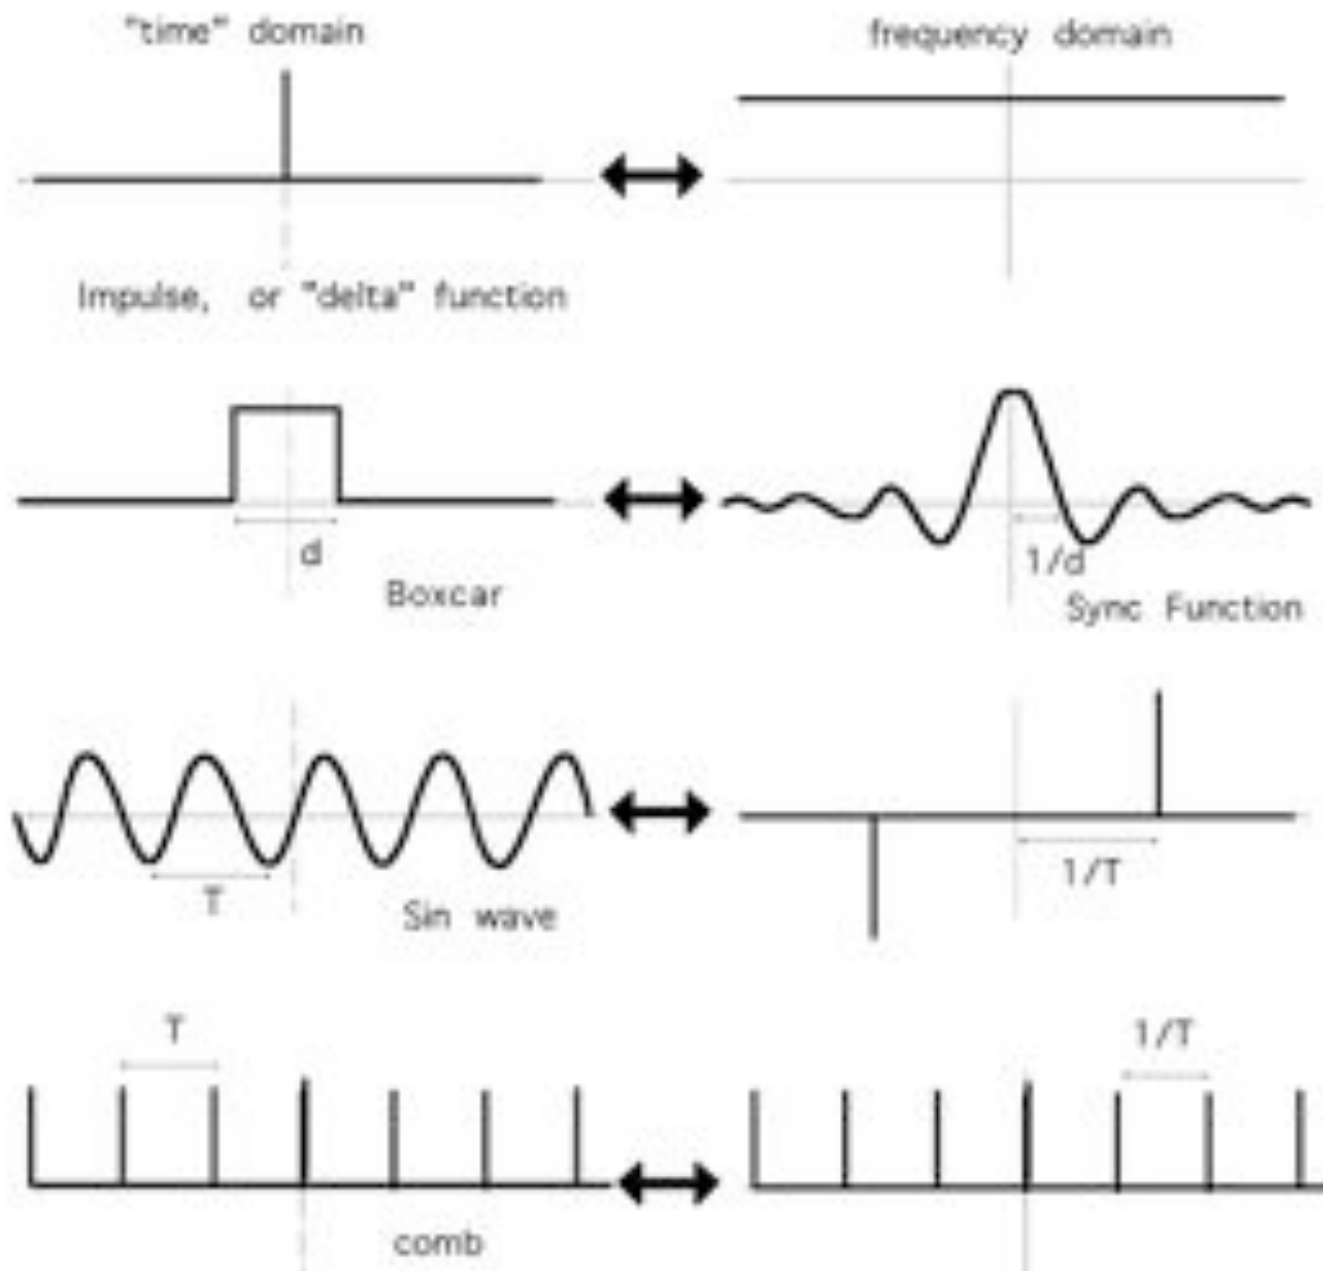 "time" domain
frequency domain
Impulse, or "delta" function
d
1/d
Boxcar
Sync Function
T
1/T
Sin wave
T
1/T
comb